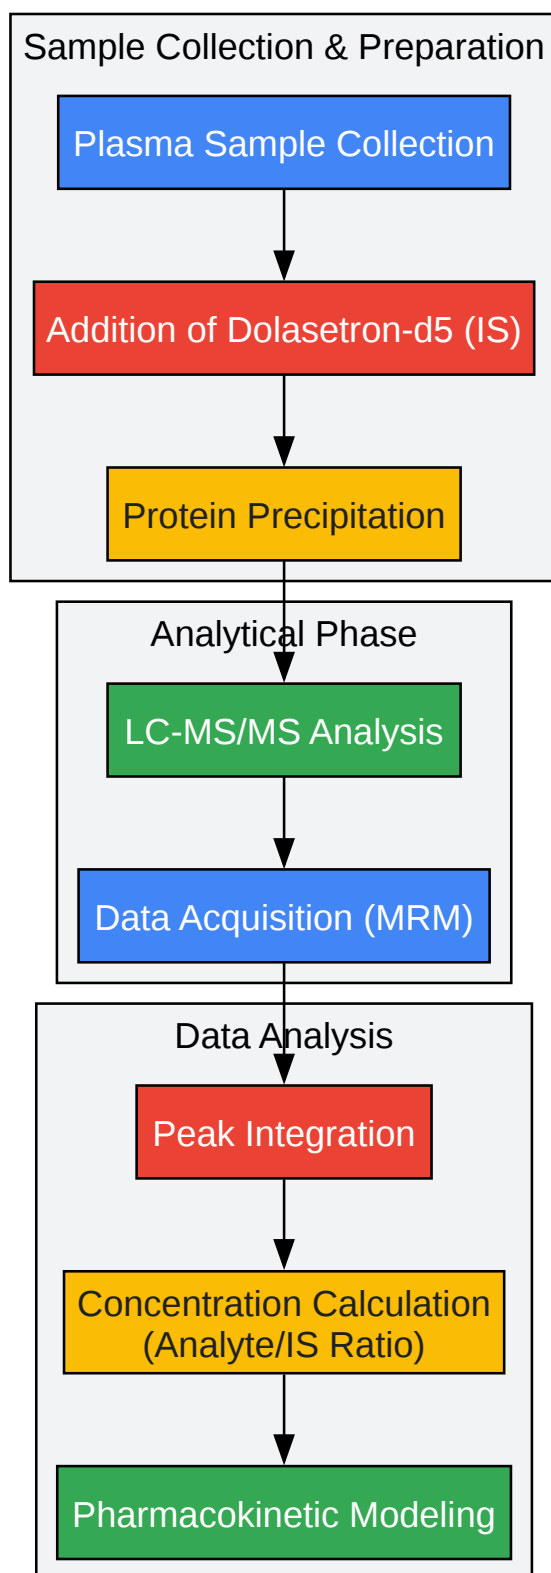 Sample Collection & Preparation
Plasma Sample Collection
Addition of Dolasetron-d5 (IS)
Protein Precipitation
Analytical Phase
LC-MS/MS Analysis
Data Acquisition (MRM)
Data Analysis
Peak Integration
Concentration Calculation
(Analyte/IS Ratio)
Pharmacokinetic Modeling